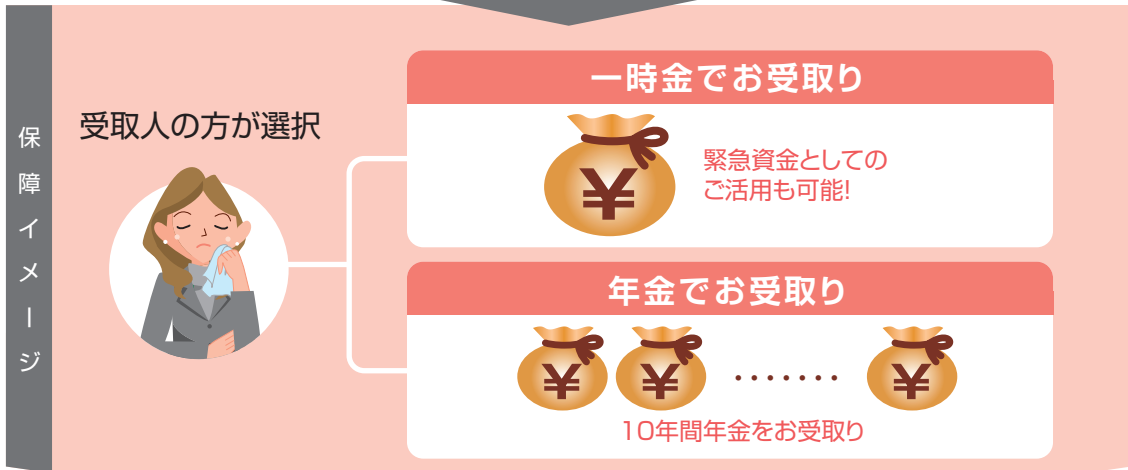 保障イメージ
受取人の方が選択
一時金でお受取り
¥
緊急資金としての
ご活用も可能!
年金でお受取り
¥ ¥ ・・・・・・・ ¥
10年間年金をお受取り